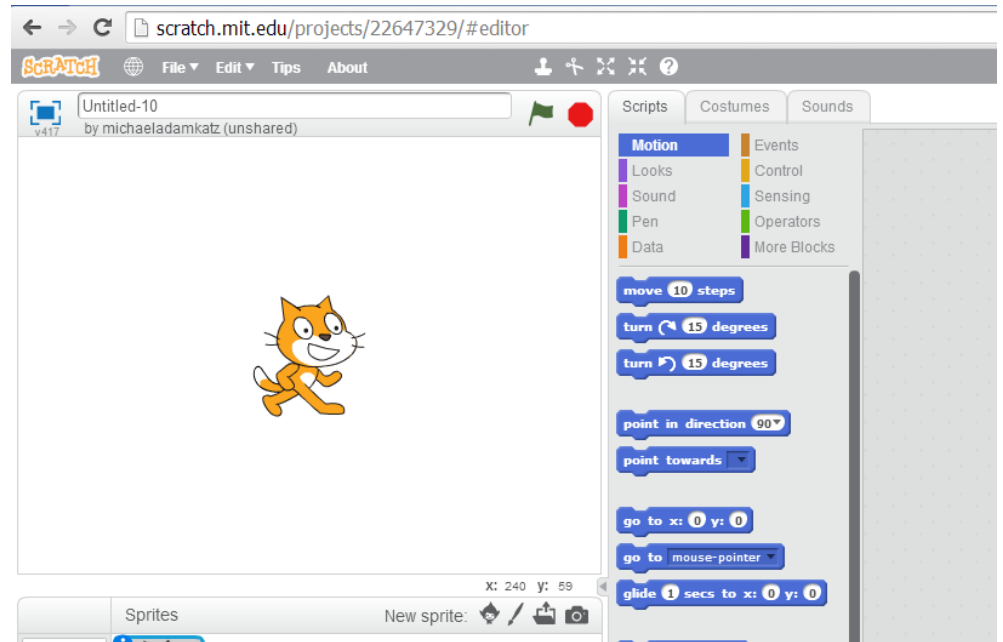 scratch.mit.edu/projects/22647329/#editor
SCRATCH File Edit Tips About
Untitled-10
v417 by michaeladamkatz (unshared)
Scripts Costumes Sounds
Motion Events
Looks Control
Sound Sensing
Pen Operators
Data More Blocks
move 10 steps
turn 15 degrees
turn 15 degrees
point in direction 90
point towards
go to x: 0 y: 0
go to mouse-pointer
glide 1 secs to x: 0 y: 0
X: 240 y: 59
Sprites New sprite: